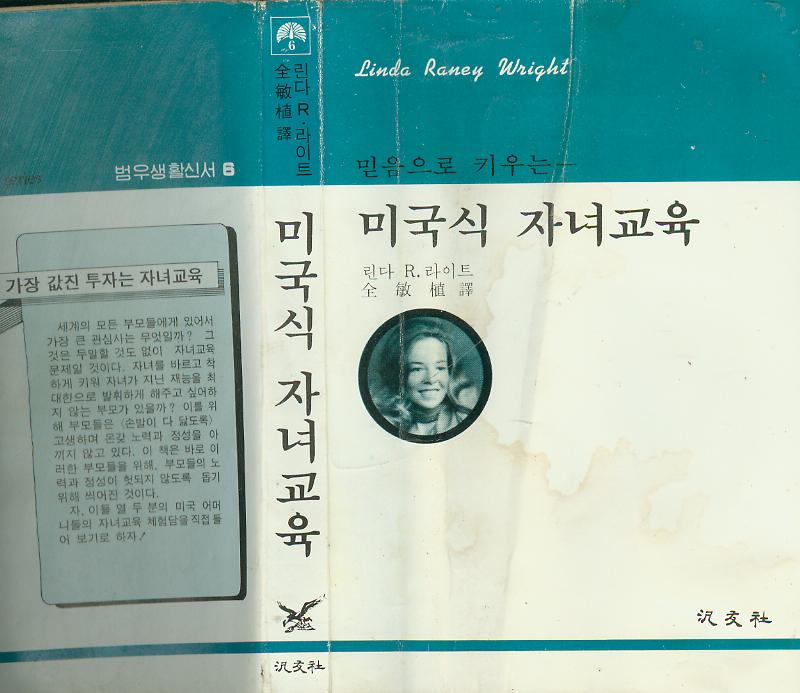 Linda Raney Wright
믿음으로 키우는—
미국식 자녀교육
린다 R. 라이트
全 敏 植 譯
汎友社
6
린다 R·라이트
全敏植 譯
미국식 자녀교육
汎友社
series
범우생활신서 6
가장 값진 투자는 자녀교육
세계의 모든 부모들에게 있어서
가장 큰 관심사는 무엇일까? 그
것은 두말할 것도 없이 자녀교육
문제일 것이다. 자녀를 바르고 착
하게 키워 자녀가 지닌 재능을 최
대한으로 발휘하게 해주고 싶어하
지 않는 부모가 있을까? 이를 위
해 부모들은 〈손발이 다 닳도록〉
고생하며 온갖 노력과 정성을 아
끼지 않고 있다. 이 책은 바로 이
러한 부모들을 위해, 부모들의 노
력과 정성이 헛되지 않도록 돕기
위해 씌어진 것이다.
자, 이들 열 두 분의 미국 어머
니들의 자녀교육 체험담을 직접들
어 보기로 하자!